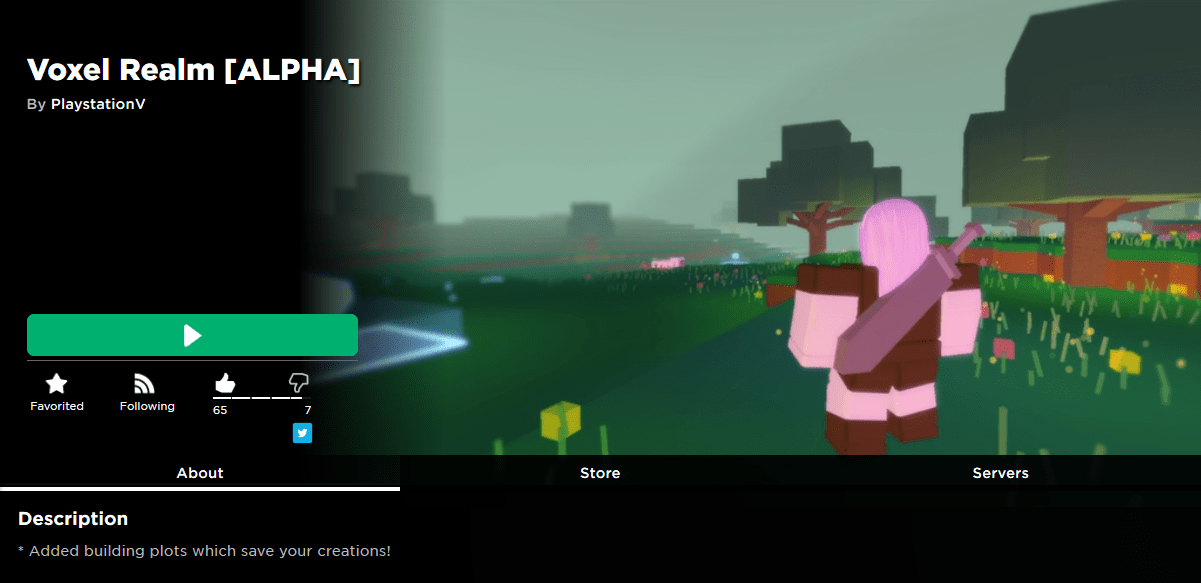 Voxel Realm [ALPHA]
By PlaystationV
Favorited
Following
65
7
About
Store
Servers
Description
* Added building plots which save your creations!